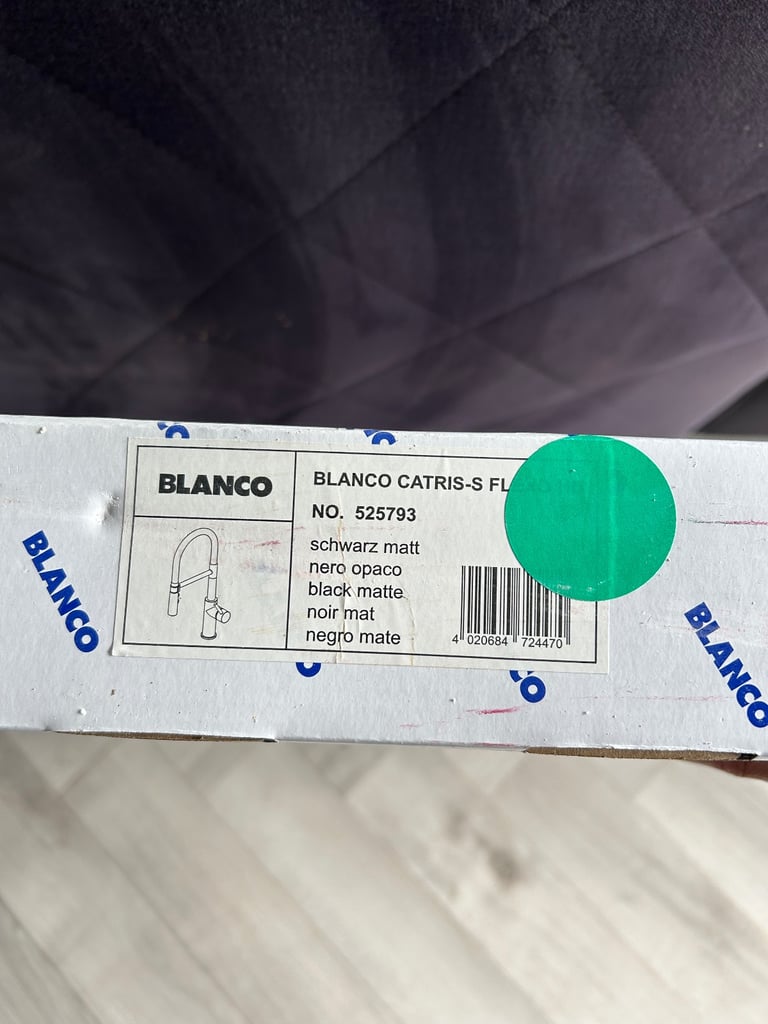 BLANCO
BLANCO CATRIS-S FL
NO. 525793
schwarz matt
nero opaco
black matte
noir mat
negro mate
4 020684 724470
BLANCO
BLANCO
CO